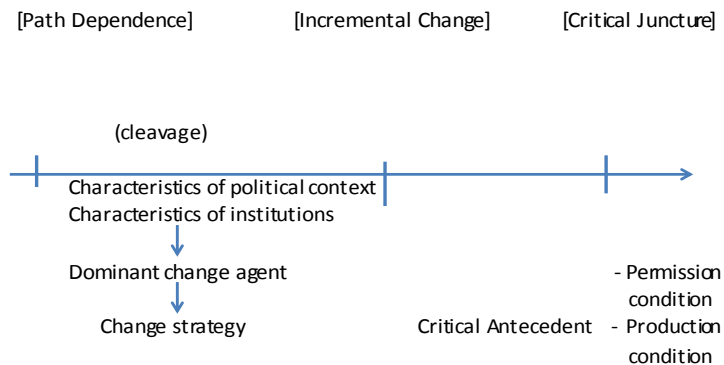 [Path Dependence] [Incremental Change] [Critical Juncture]
(cleavage)
Characteristics of political context
Characteristics of institutions
Dominant change agent
Change strategy
Critical Antecedent
- Permission
condition
- Production
condition